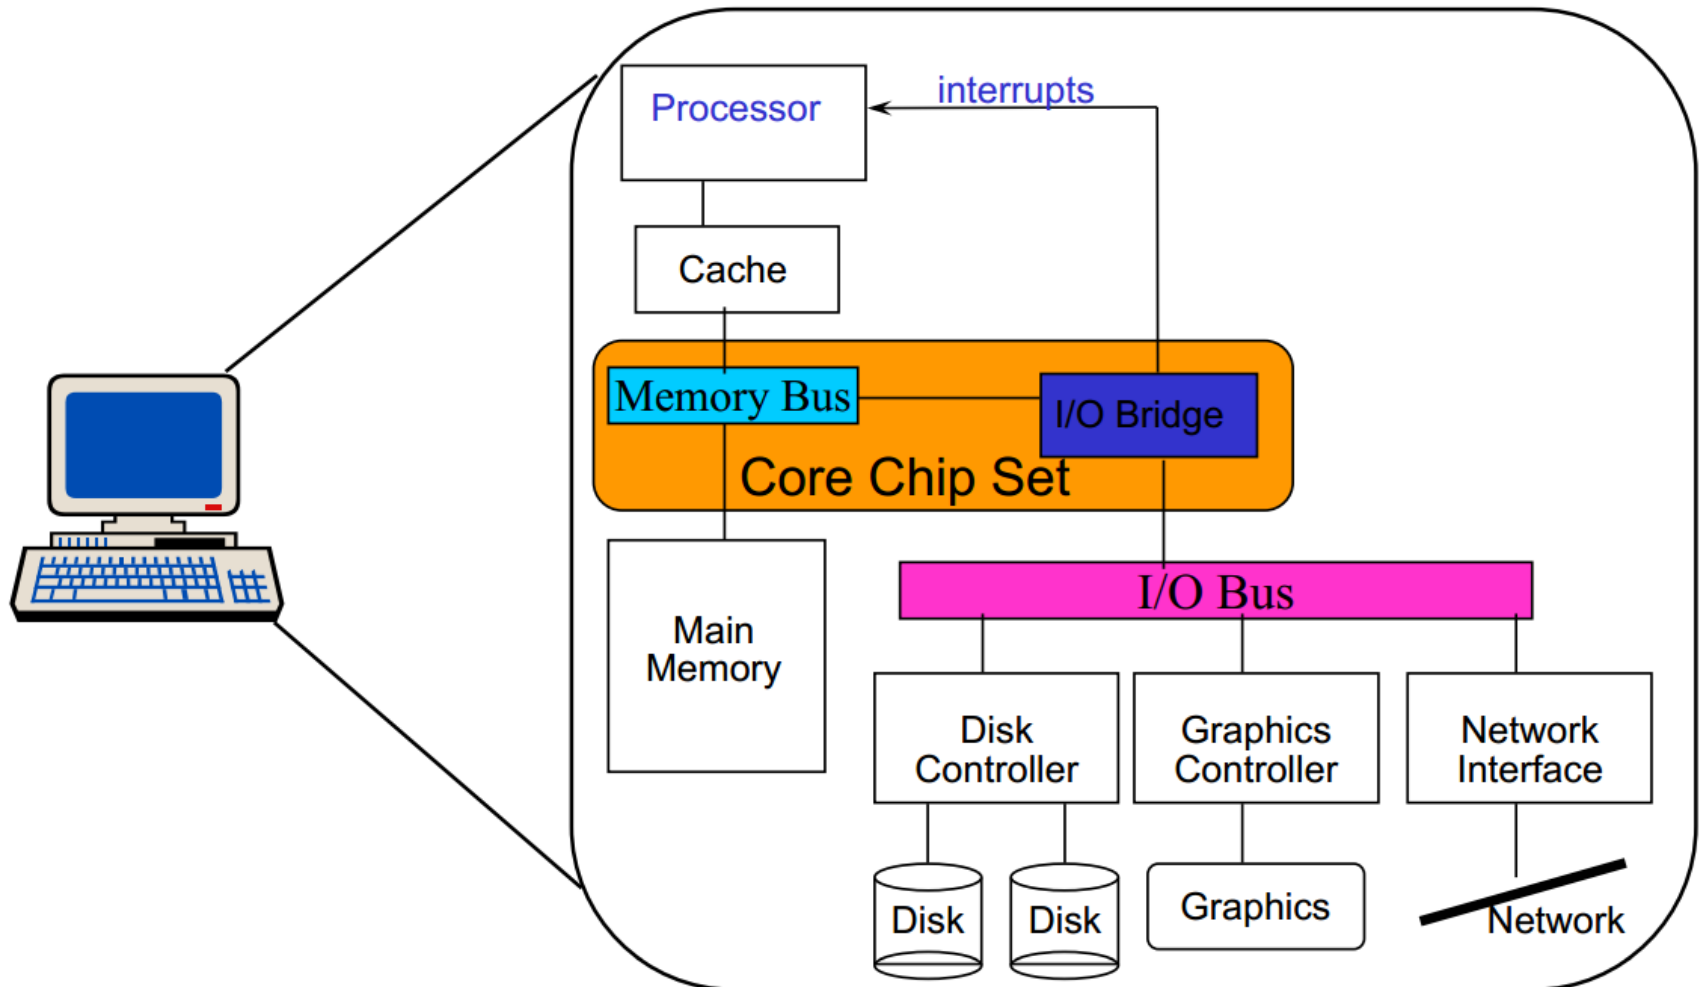 Processor
interrupts
Cache
Memory Bus
I/O Bridge
Core Chip Set
Main
Memory
I/O Bus
Disk
Controller
Graphics
Controller
Network
Interface
Disk
Disk
Graphics
Network